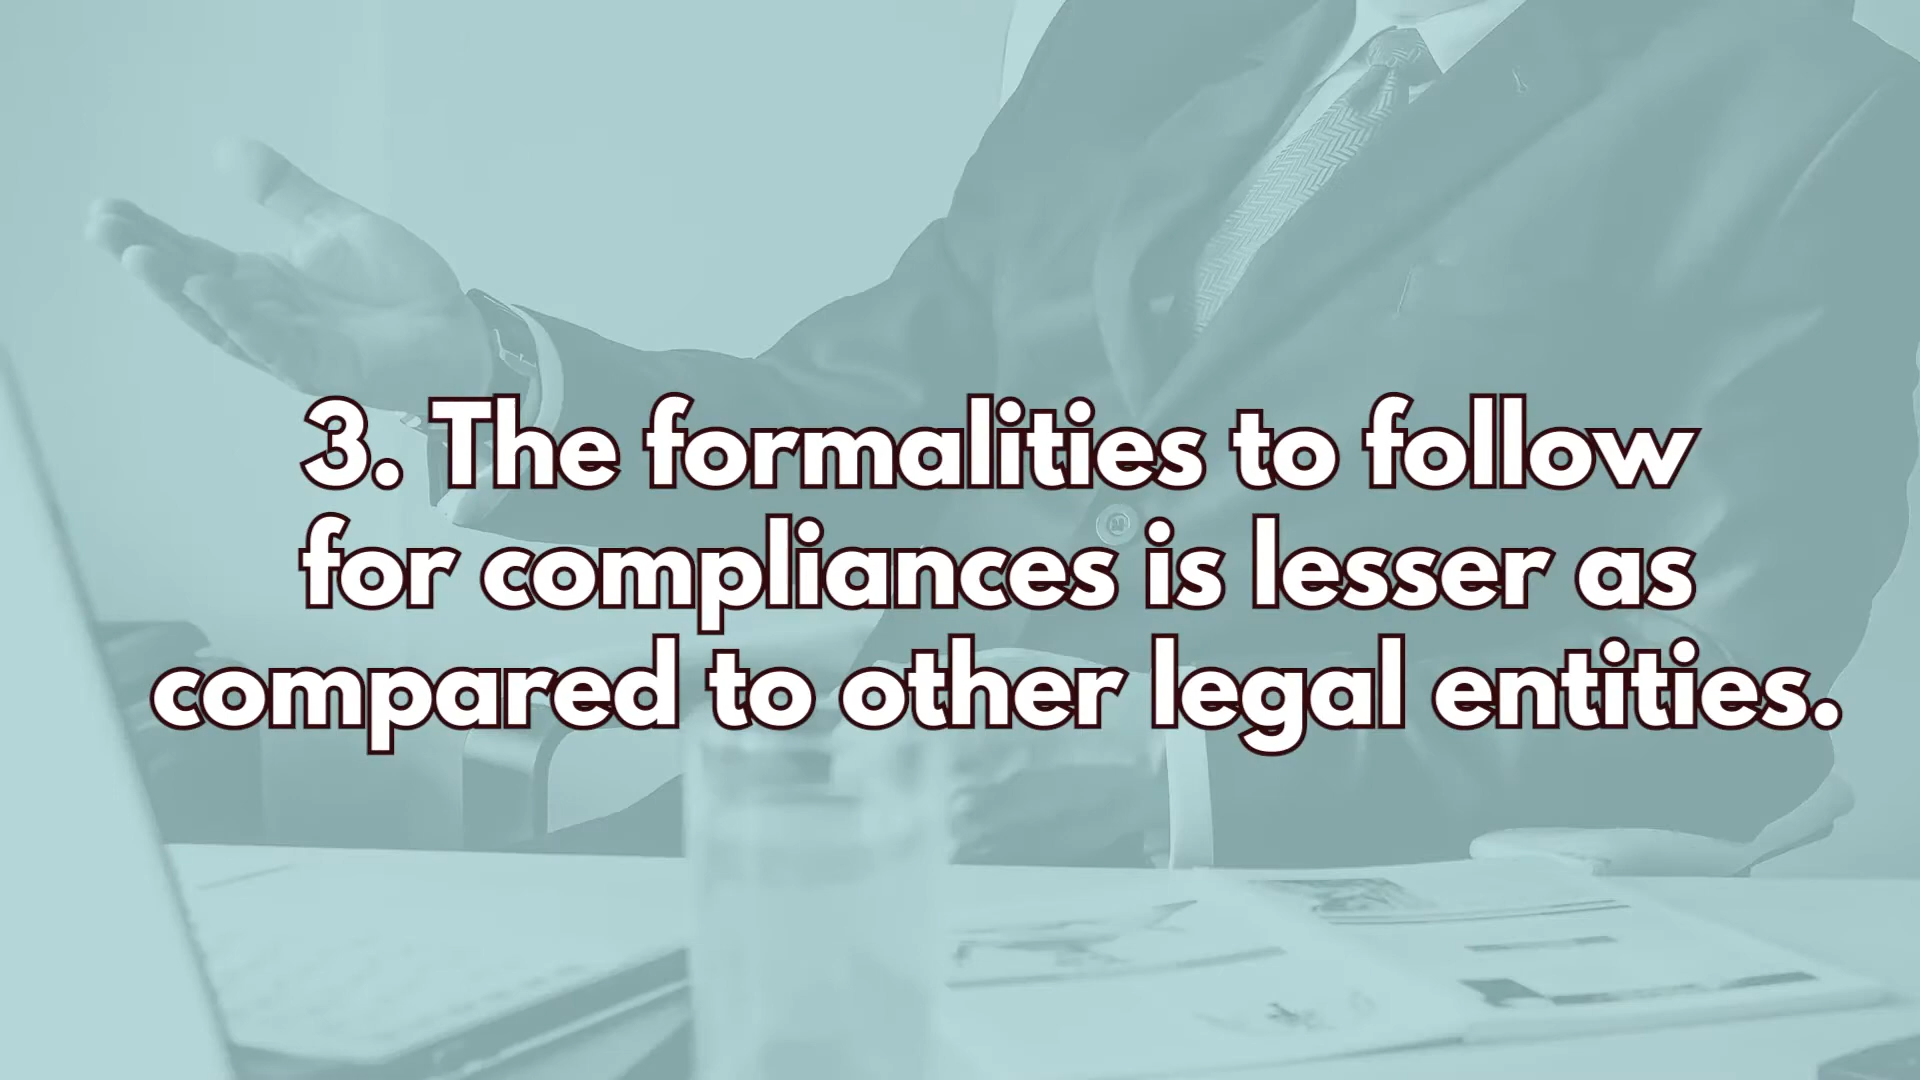 3. The formalities to follow
for compliances is lesser as
compared to other legal entities.